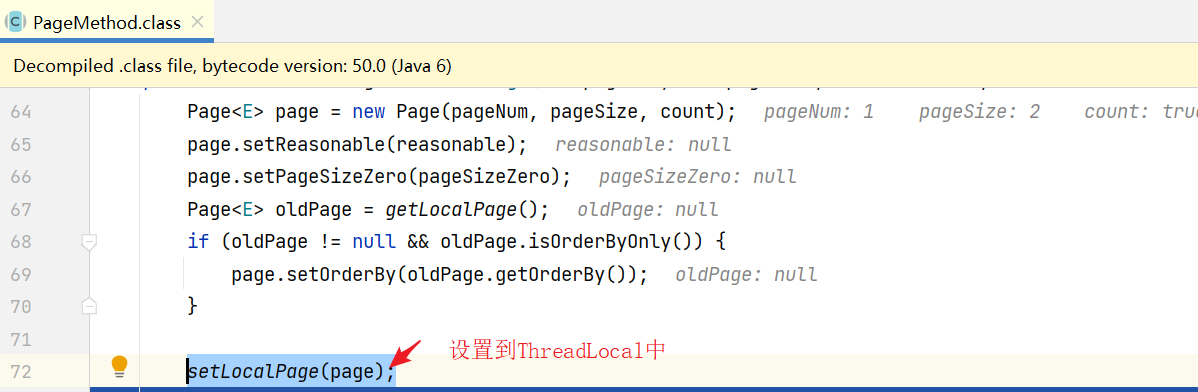 PageMethod.class
Decompiled .class file, bytecode version: 50.0 (Java 6)
64 Page<E> page = new Page(pageNum, pageSize, count); pageNum: 1 pageSize: 2 count: true
65 page.setReasonable(reasonable); reasonable: null
66 page.setPageSizeZero(pageSizeZero); pageSizeZero: null
67 Page<E> oldPage = getLocalPage(); oldPage: null
68 if (oldPage != null && oldPage.isOrderByOnly()) {
69 page.setOrderBy(oldPage.getOrderBy()); oldPage: null
70 }
71
设置到ThreadLocal中
72 setLocalPage(page);